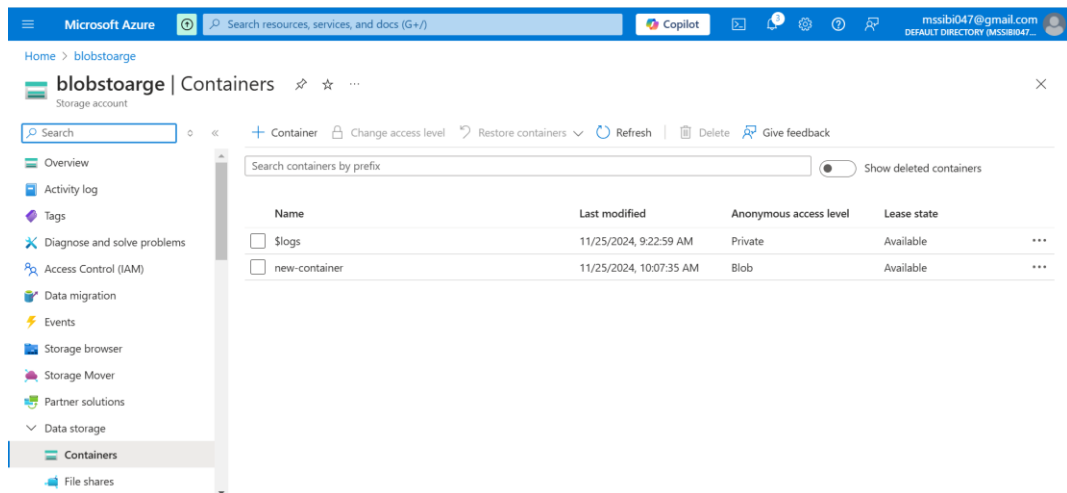 Microsoft Azure
Search resources, services, and docs (G+/)
Copilot
3
mssibi047@gmail.com
DEFAULT DIRECTORY (MSSIBI047...
Home > blobstoarge
blobstoarge | Containers
Storage account
Search
Container
Change access level
Restore containers
Refresh
Delete
Give feedback
Search containers by prefix
Show deleted containers
Overview
Activity log
Tags
Diagnose and solve problems
Access Control (IAM)
Data migration
Events
Storage browser
Storage Mover
Partner solutions
Data storage
Containers
File shares
Name Last modified Anonymous access level Lease state
$logs 11/25/2024, 9:22:59 AM Private Available
new-container 11/25/2024, 10:07:35 AM Blob Available